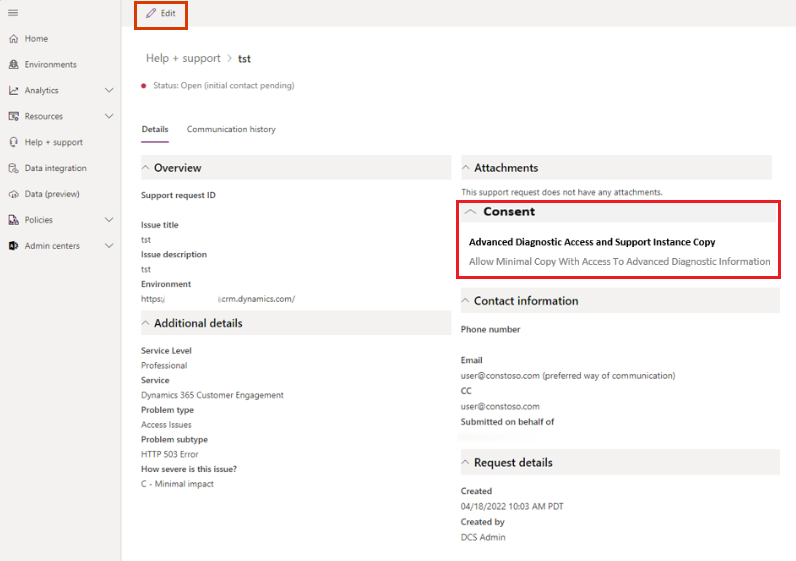 Edit
Home
Environments
Analytics
Resources
Help + support
Data integration
Data (preview)
Policies
Admin centers
Help + support > tst
Status: Open (initial contact pending)
Details Communication history
Overview
Support request ID
Issue title
tst
Issue description
tst
Environment
https:/ crm.dynamics.com/
Additional details
Service Level
Professional
Service
Dynamics 365 Customer Engagement
Problem type
Access Issues
Problem subtype
HTTP 503 Error
How severe is this issue?
C - Minimal impact
Attachments
This support request does not have any attachments.
Consent
Advanced Diagnostic Access and Support Instance Copy
Allow Minimal Copy With Access To Advanced Diagnostic Information
Contact information
Phone number
Email
user@constoso.com (preferred way of communication)
CC
user@constoso.com
Submitted on behalf of
Request details
Created
04/18/2022 10:03 AM PDT
Created by
DCS Admin